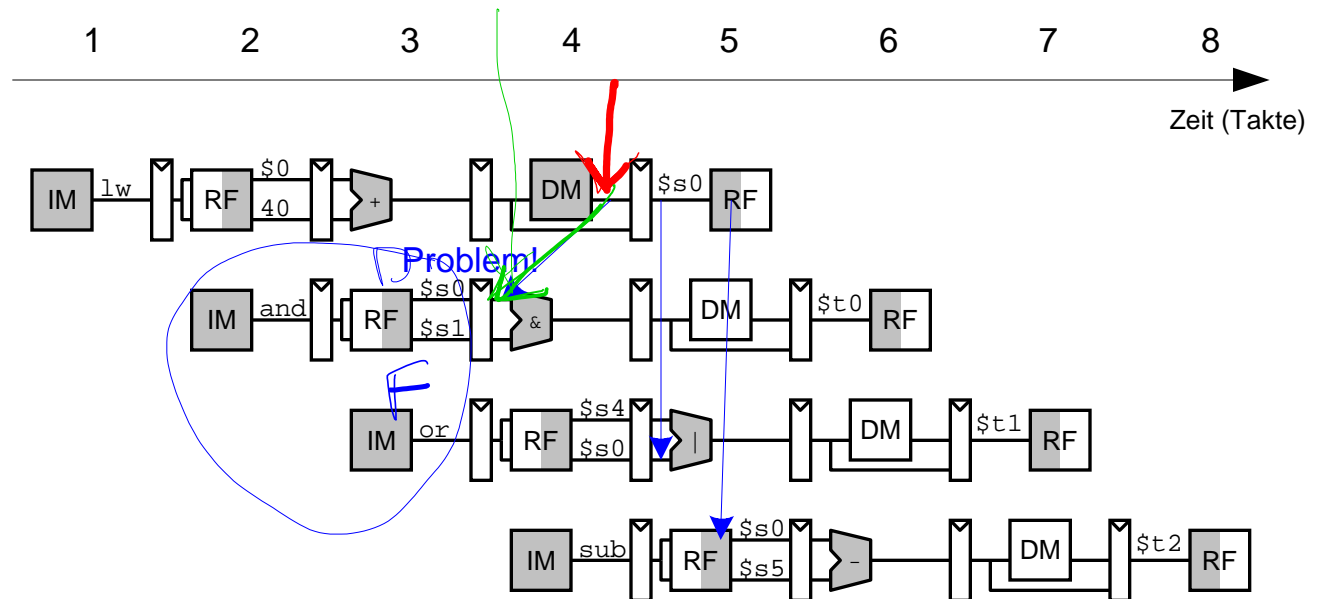 1 2 3 4 5 6 7 8
Zeit (Takte)
IM lw RF $0 40 + DM $s0 RF
Problem!
D
IM and RF $s0 $s1 & DM $t0 RF
F
IM or RF $s4 $s0 | DM $t1 RF
IM sub RF $s0 $s5 - DM $t2 RF